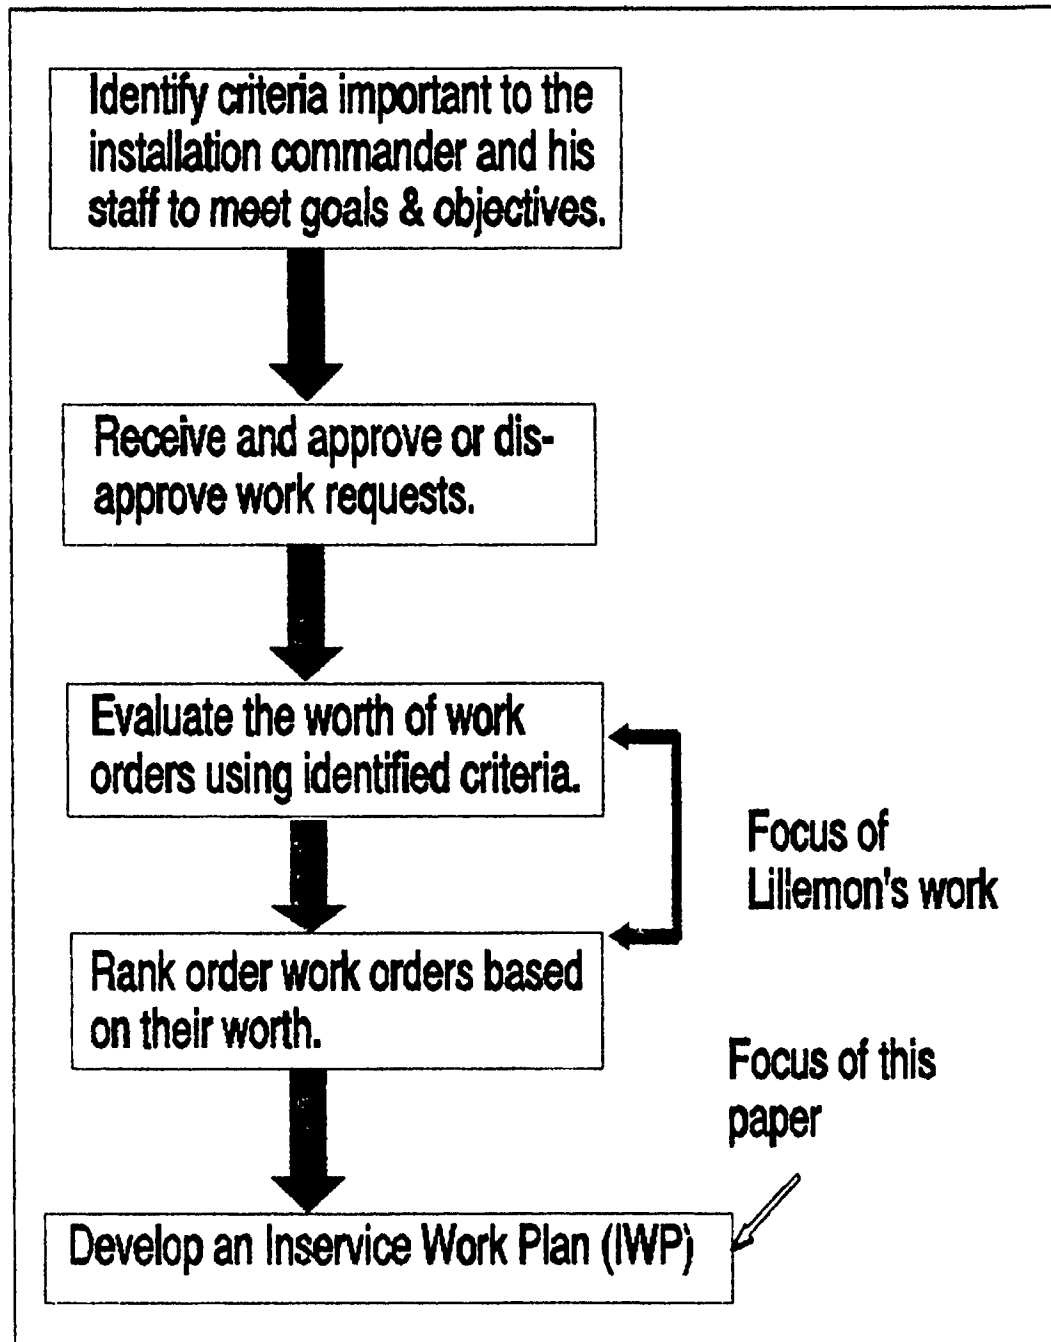 Identify criteria important to the
installation commander and his
staff to meet goals & objectives.
Receive and approve or dis-
approve work requests.
Evaluate the worth of work
orders using identified criteria.
Focus of
Lillemon's work
Rank order work orders based
on their worth.
Focus of this
paper
Develop an Inservice Work Plan (IWP)